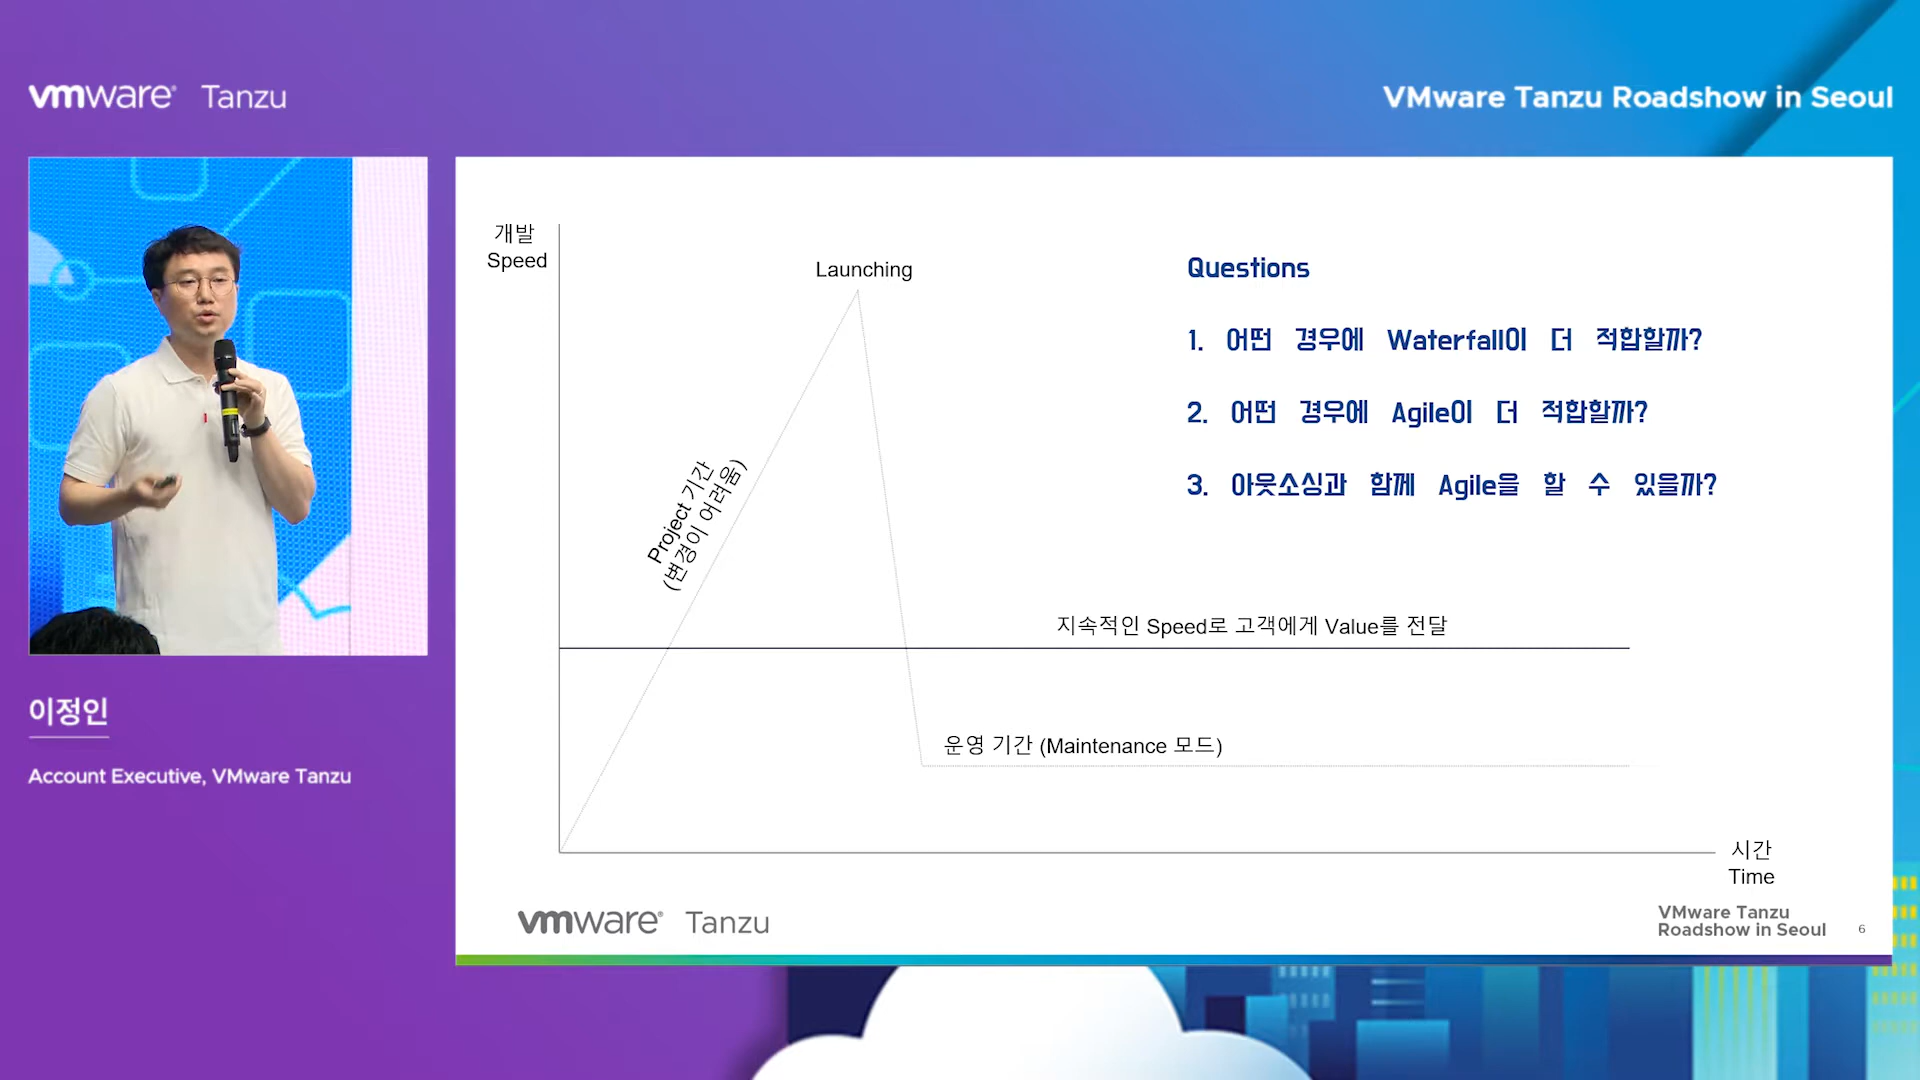 vmware® Tanzu
VMware Tanzu Roadshow in Seoul
이정인
Account Executive, VMware Tanzu
개발
Speed
Launching
Project 기간
(변경이 어려움)
Questions
1. 어떤 경우에 Waterfall이 더 적합할까?
2. 어떤 경우에 Agile이 더 적합할까?
3. 아웃소싱과 함께 Agile을 할 수 있을까?
지속적인 Speed로 고객에게 Value를 전달
운영 기간 (Maintenance 모드)
시간
Time
vmware® Tanzu
VMware Tanzu
Roadshow in Seoul
6